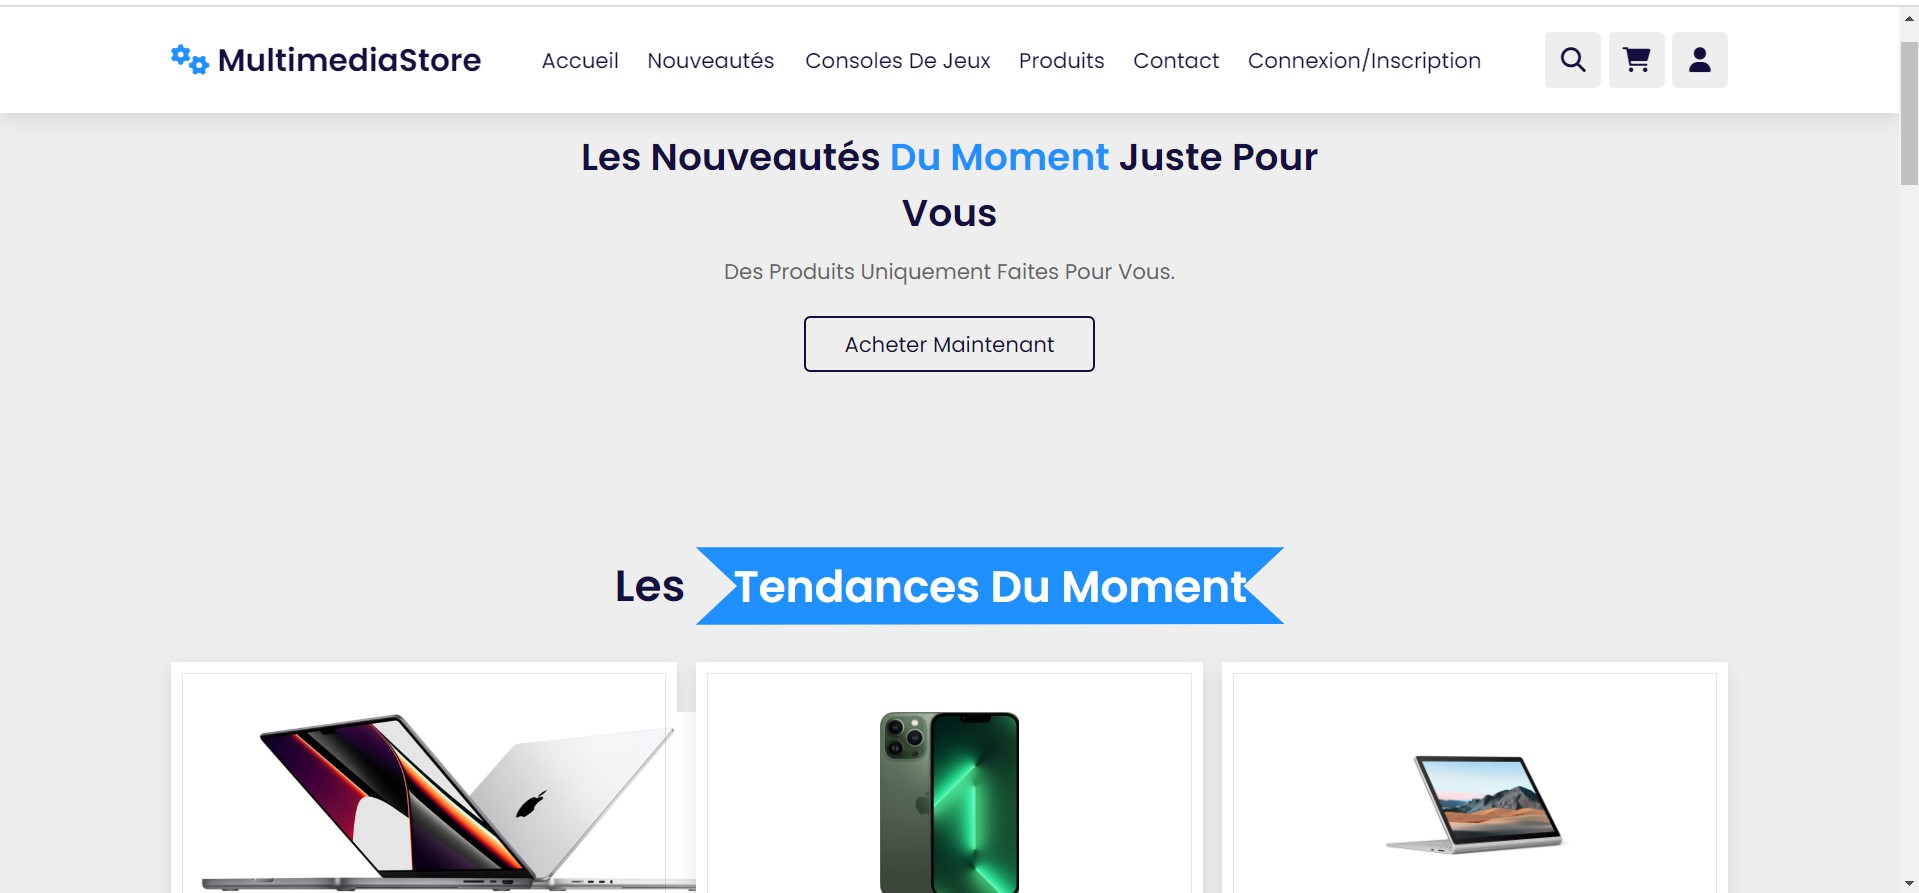 MultimediaStore Accueil Nouveautés Consoles De Jeux Produits Contact Connexion/Inscription
Les Nouveautés Du Moment Juste Pour
Vous
Des Produits Uniquement Faites Pour Vous.
Acheter Maintenant
Les Tendances Du Moment